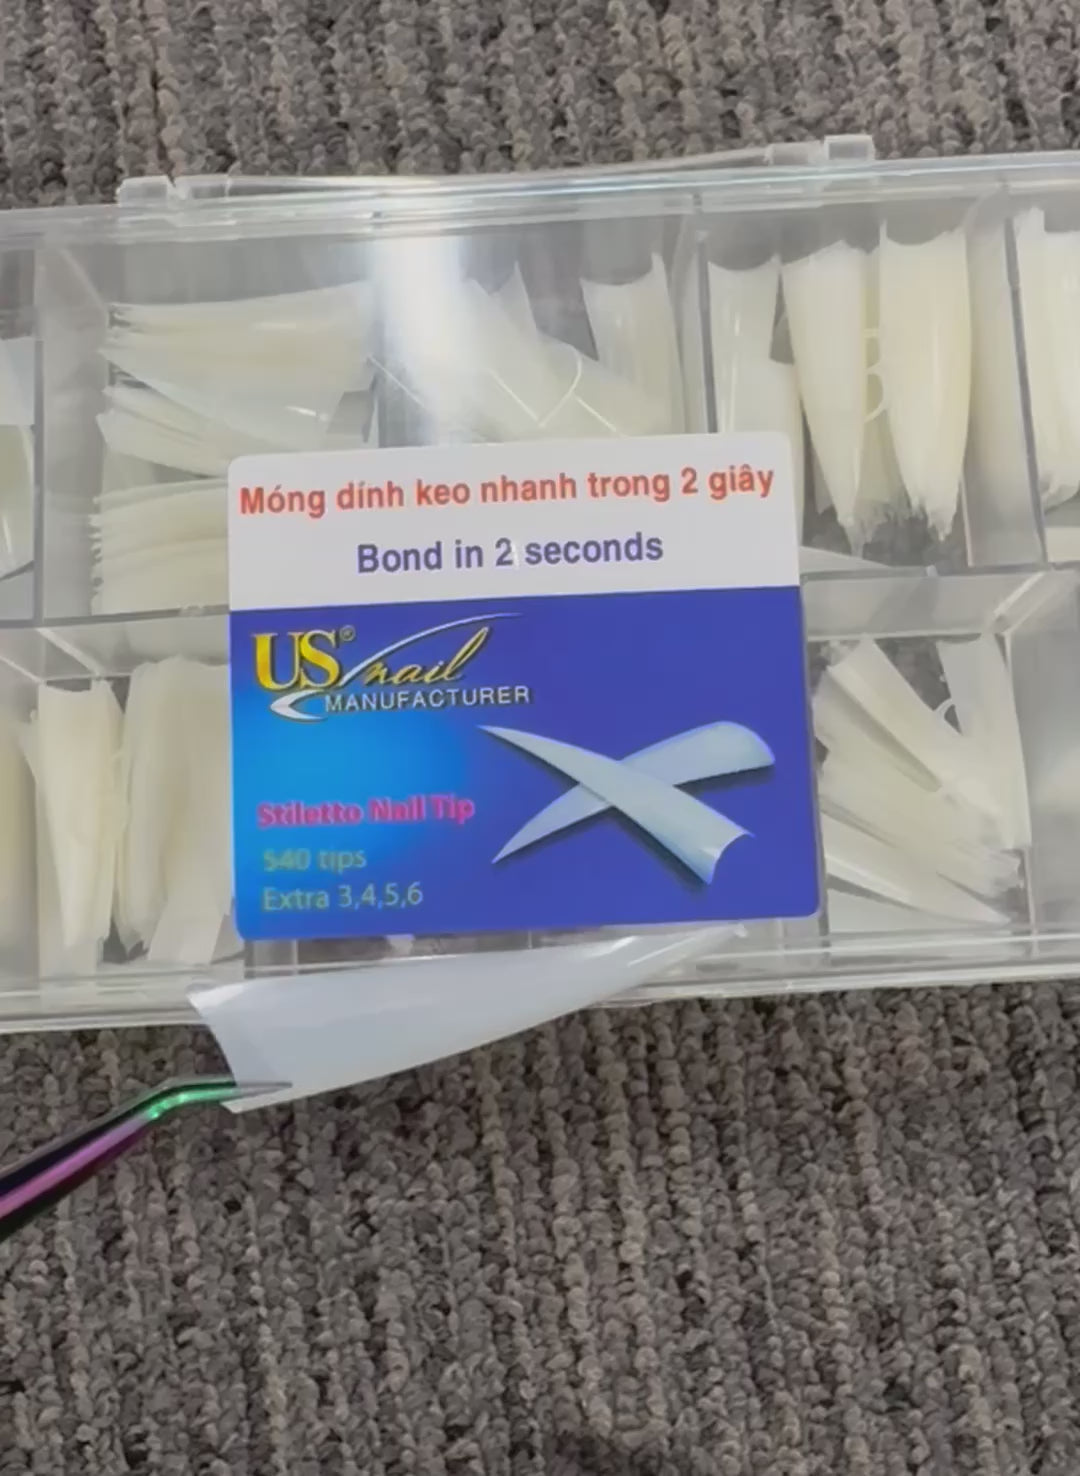 Móng dính keo nhanh trong 2 giây
Bond in 2 seconds
US® nail
MANUFACTURER
Stiletto Nail Tip
540 tips
Extra 3,4,5,6
3